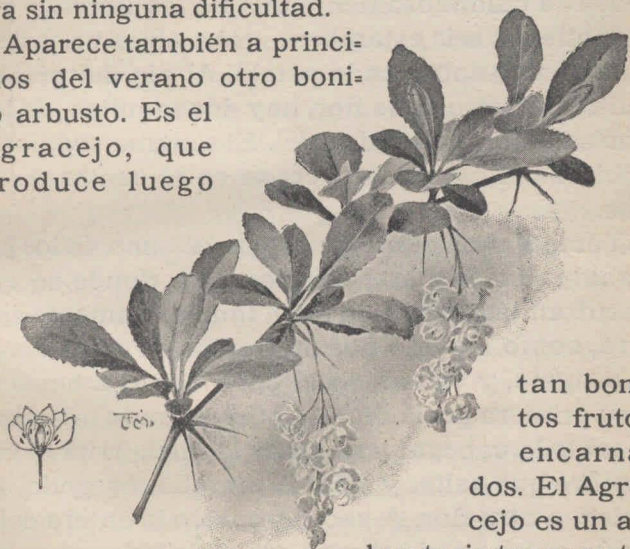 a sin ninguna dificultad.
Aparece también a princi=
os del verano otro boni=
arbusto. Es el
gracejo, que
roduce luego
tan bon
tos fruto
encarna
dos. El Agr
cejo es un a